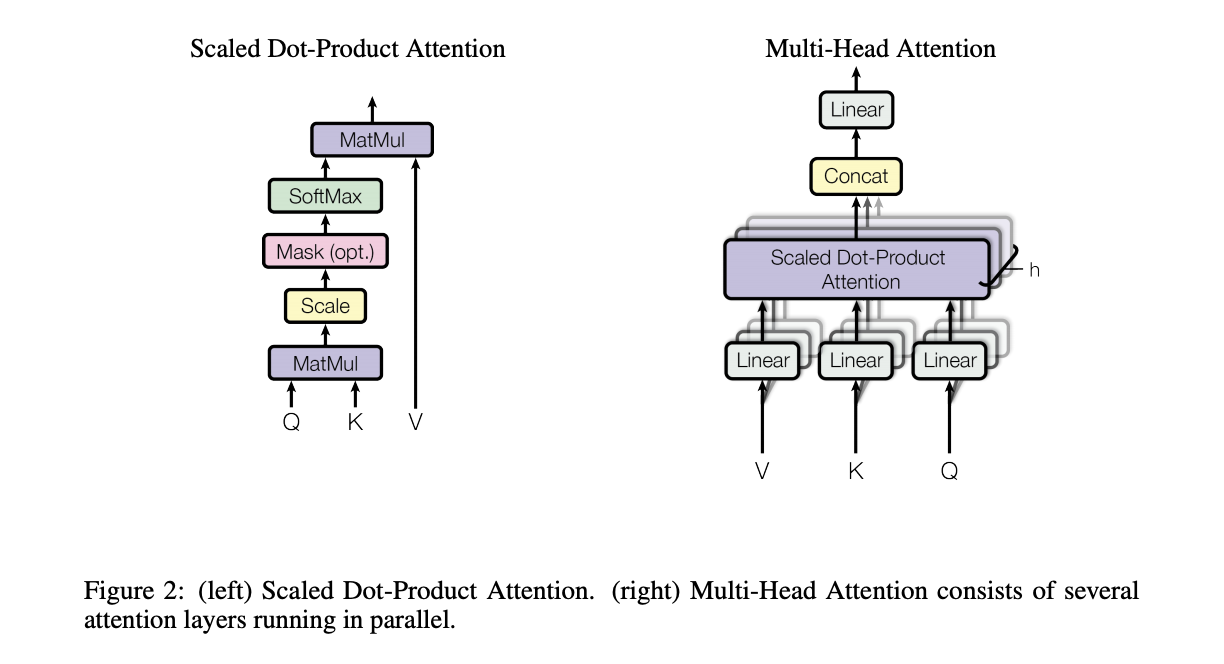 Scaled Dot-Product Attention
MatMul
SoftMax
Mask (opt.)
Scale
MatMul
Q K V
Multi-Head Attention
Linear
Concat
Scaled Dot-Product
Attention
h
Linear Linear Linear
V K Q
Figure 2: (left) Scaled Dot-Product Attention. (right) Multi-Head Attention consists of several
attention layers running in parallel.